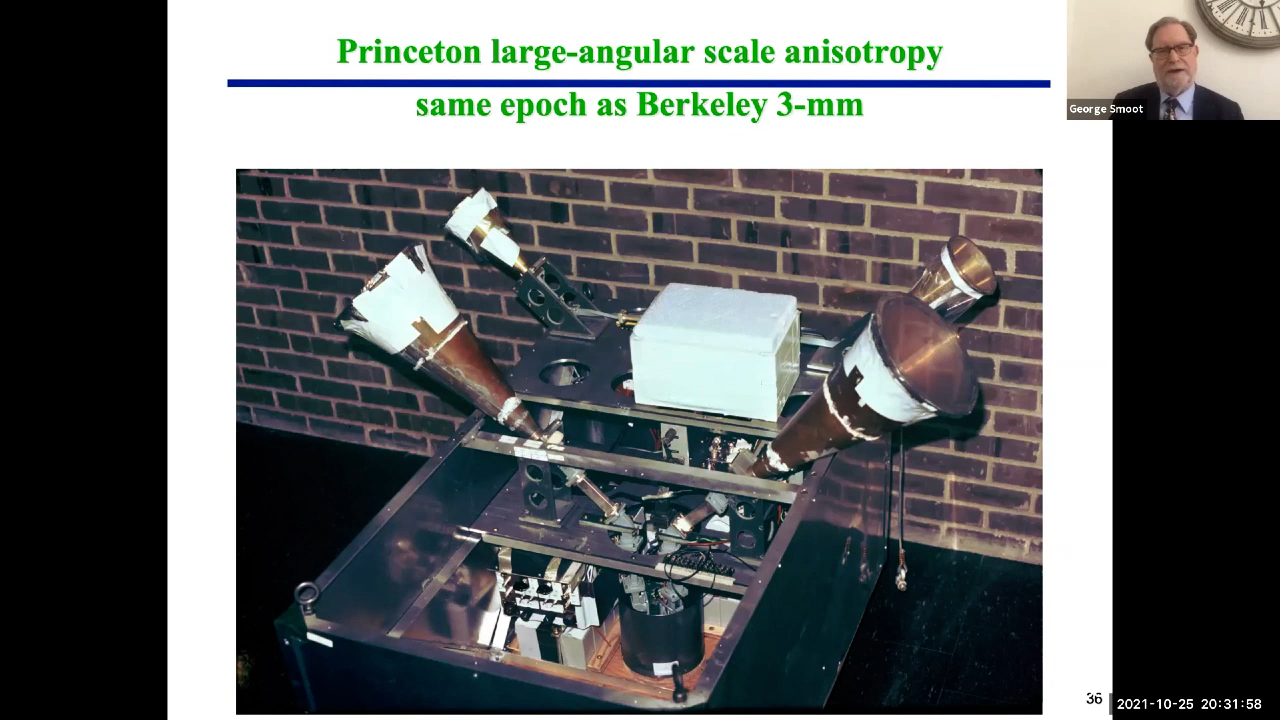 Princeton large-angular scale anisotropy
same epoch as Berkeley 3-mm
George Smoot
36
2021-10-25 20:31:58